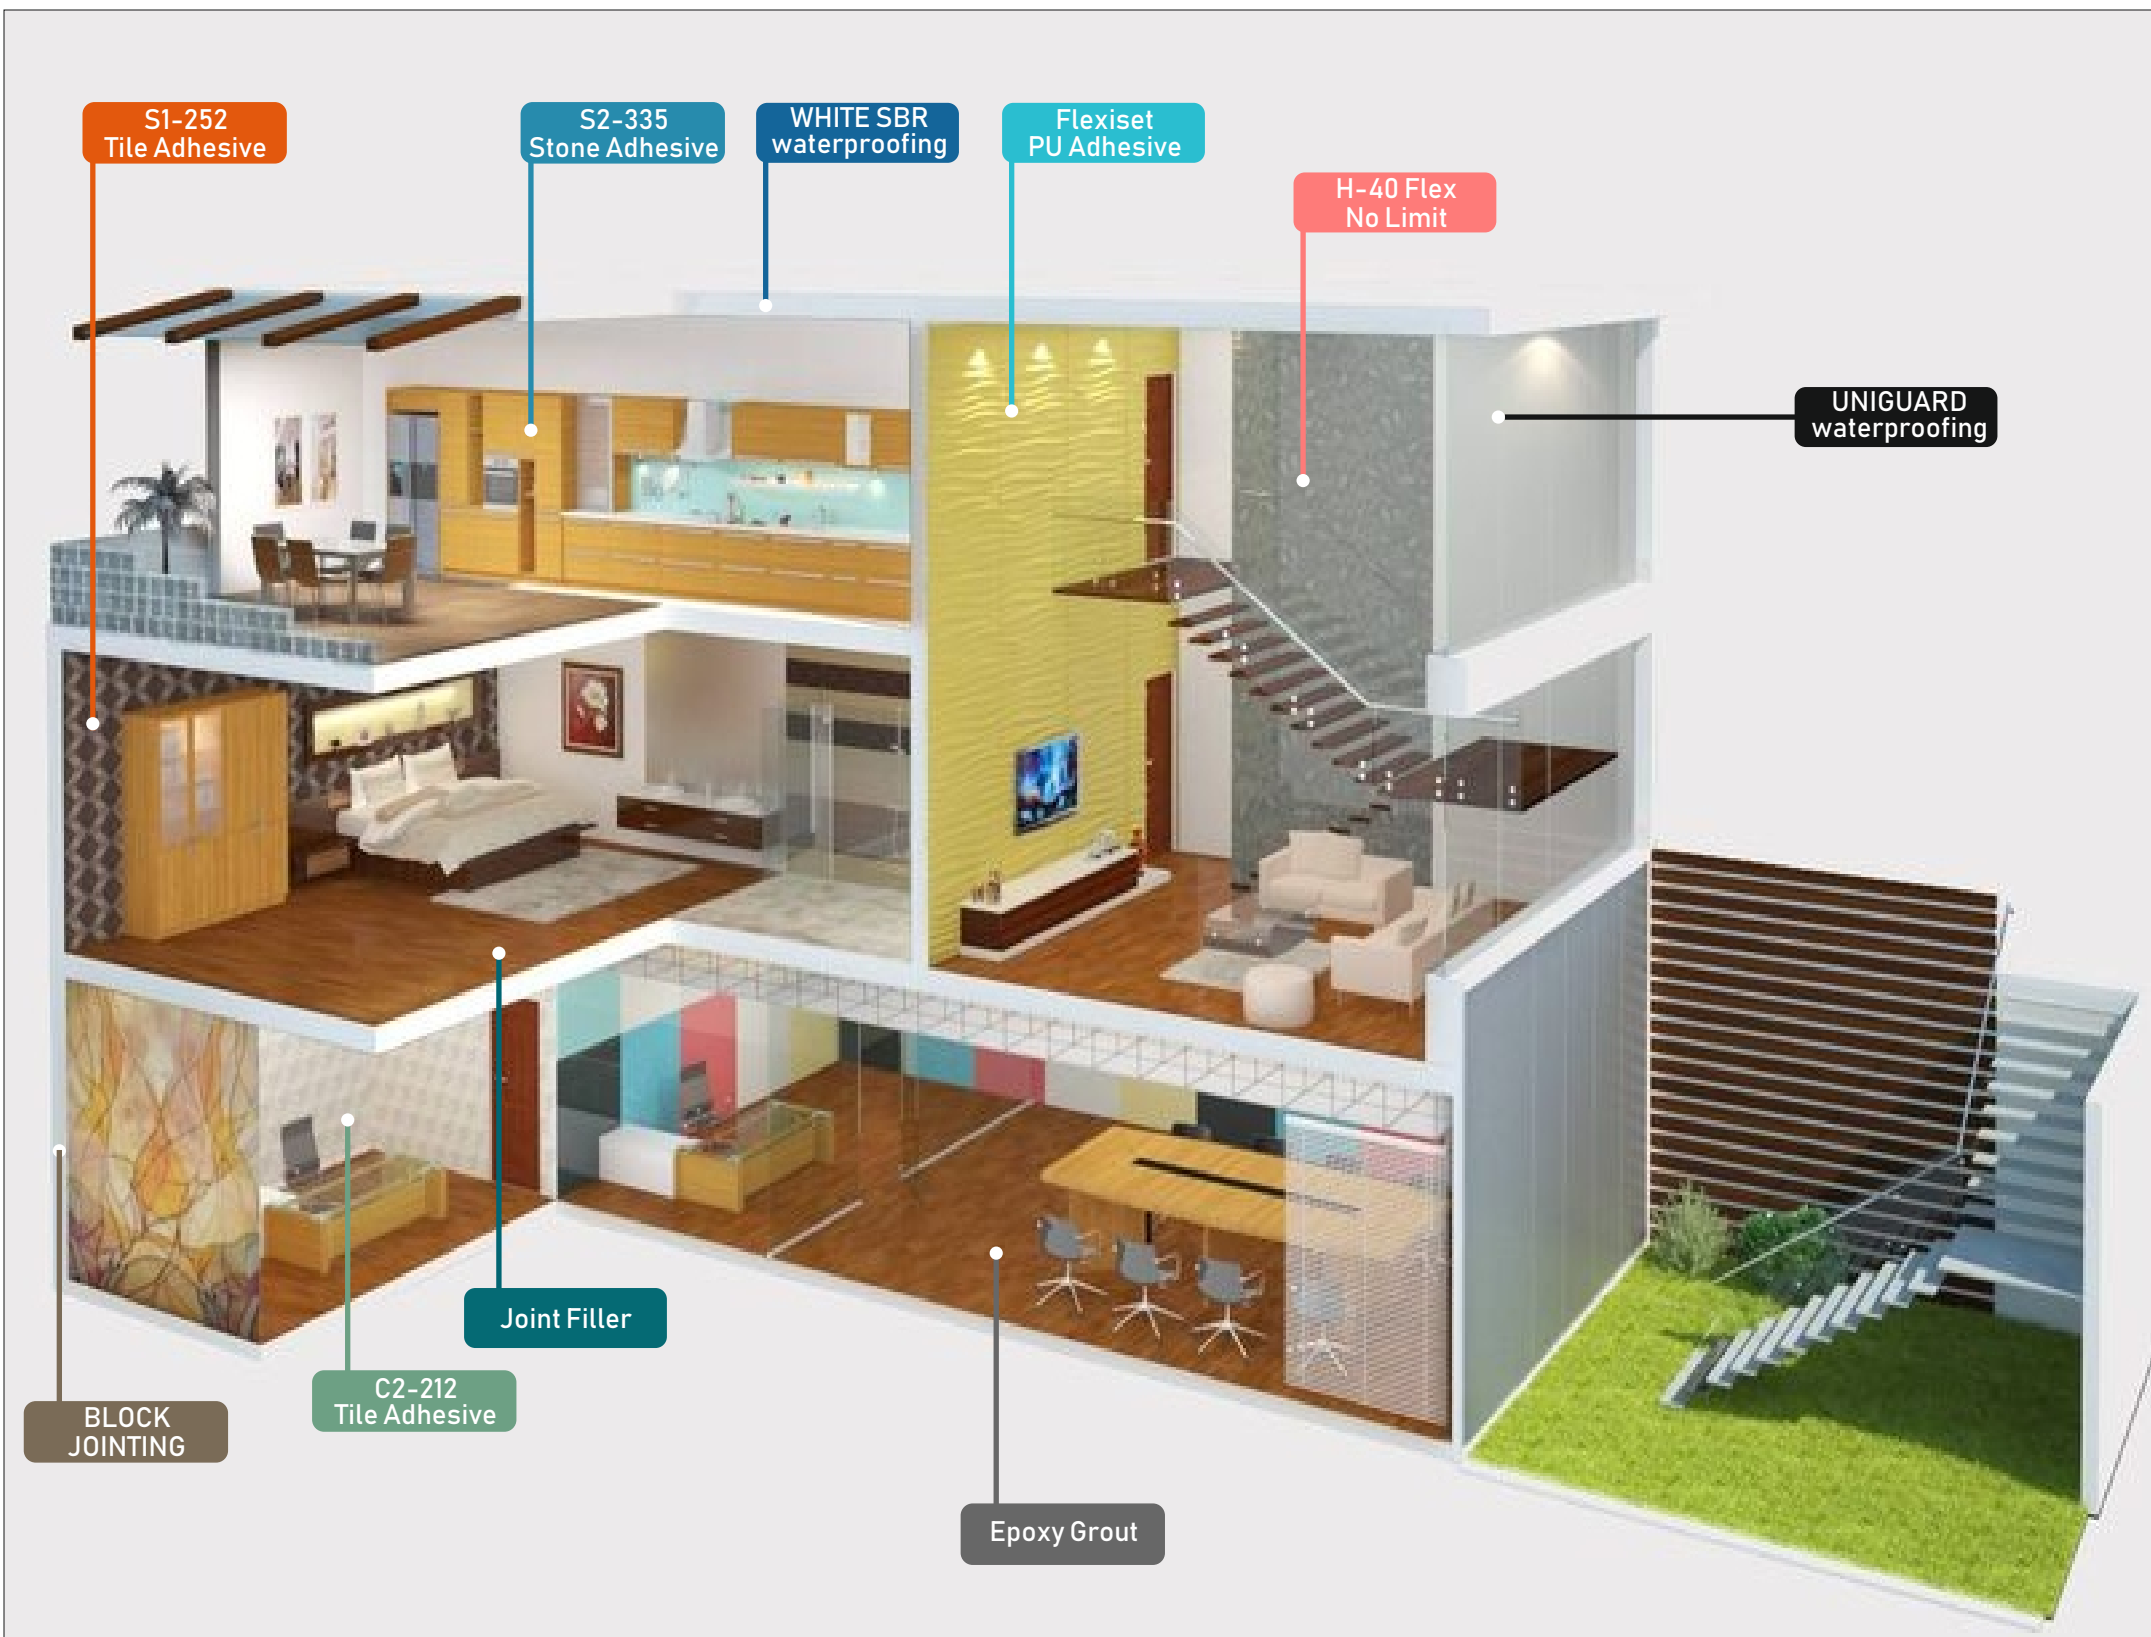 S1-252
Tile Adhesive
S2-335
Stone Adhesive
WHITE SBR
waterproofing
Flexiset
PU Adhesive
H-40 Flex
No Limit
UNIGUARD
waterproofing
Joint Filler
C2-212
Tile Adhesive
BLOCK
JOINTING
Epoxy Grout